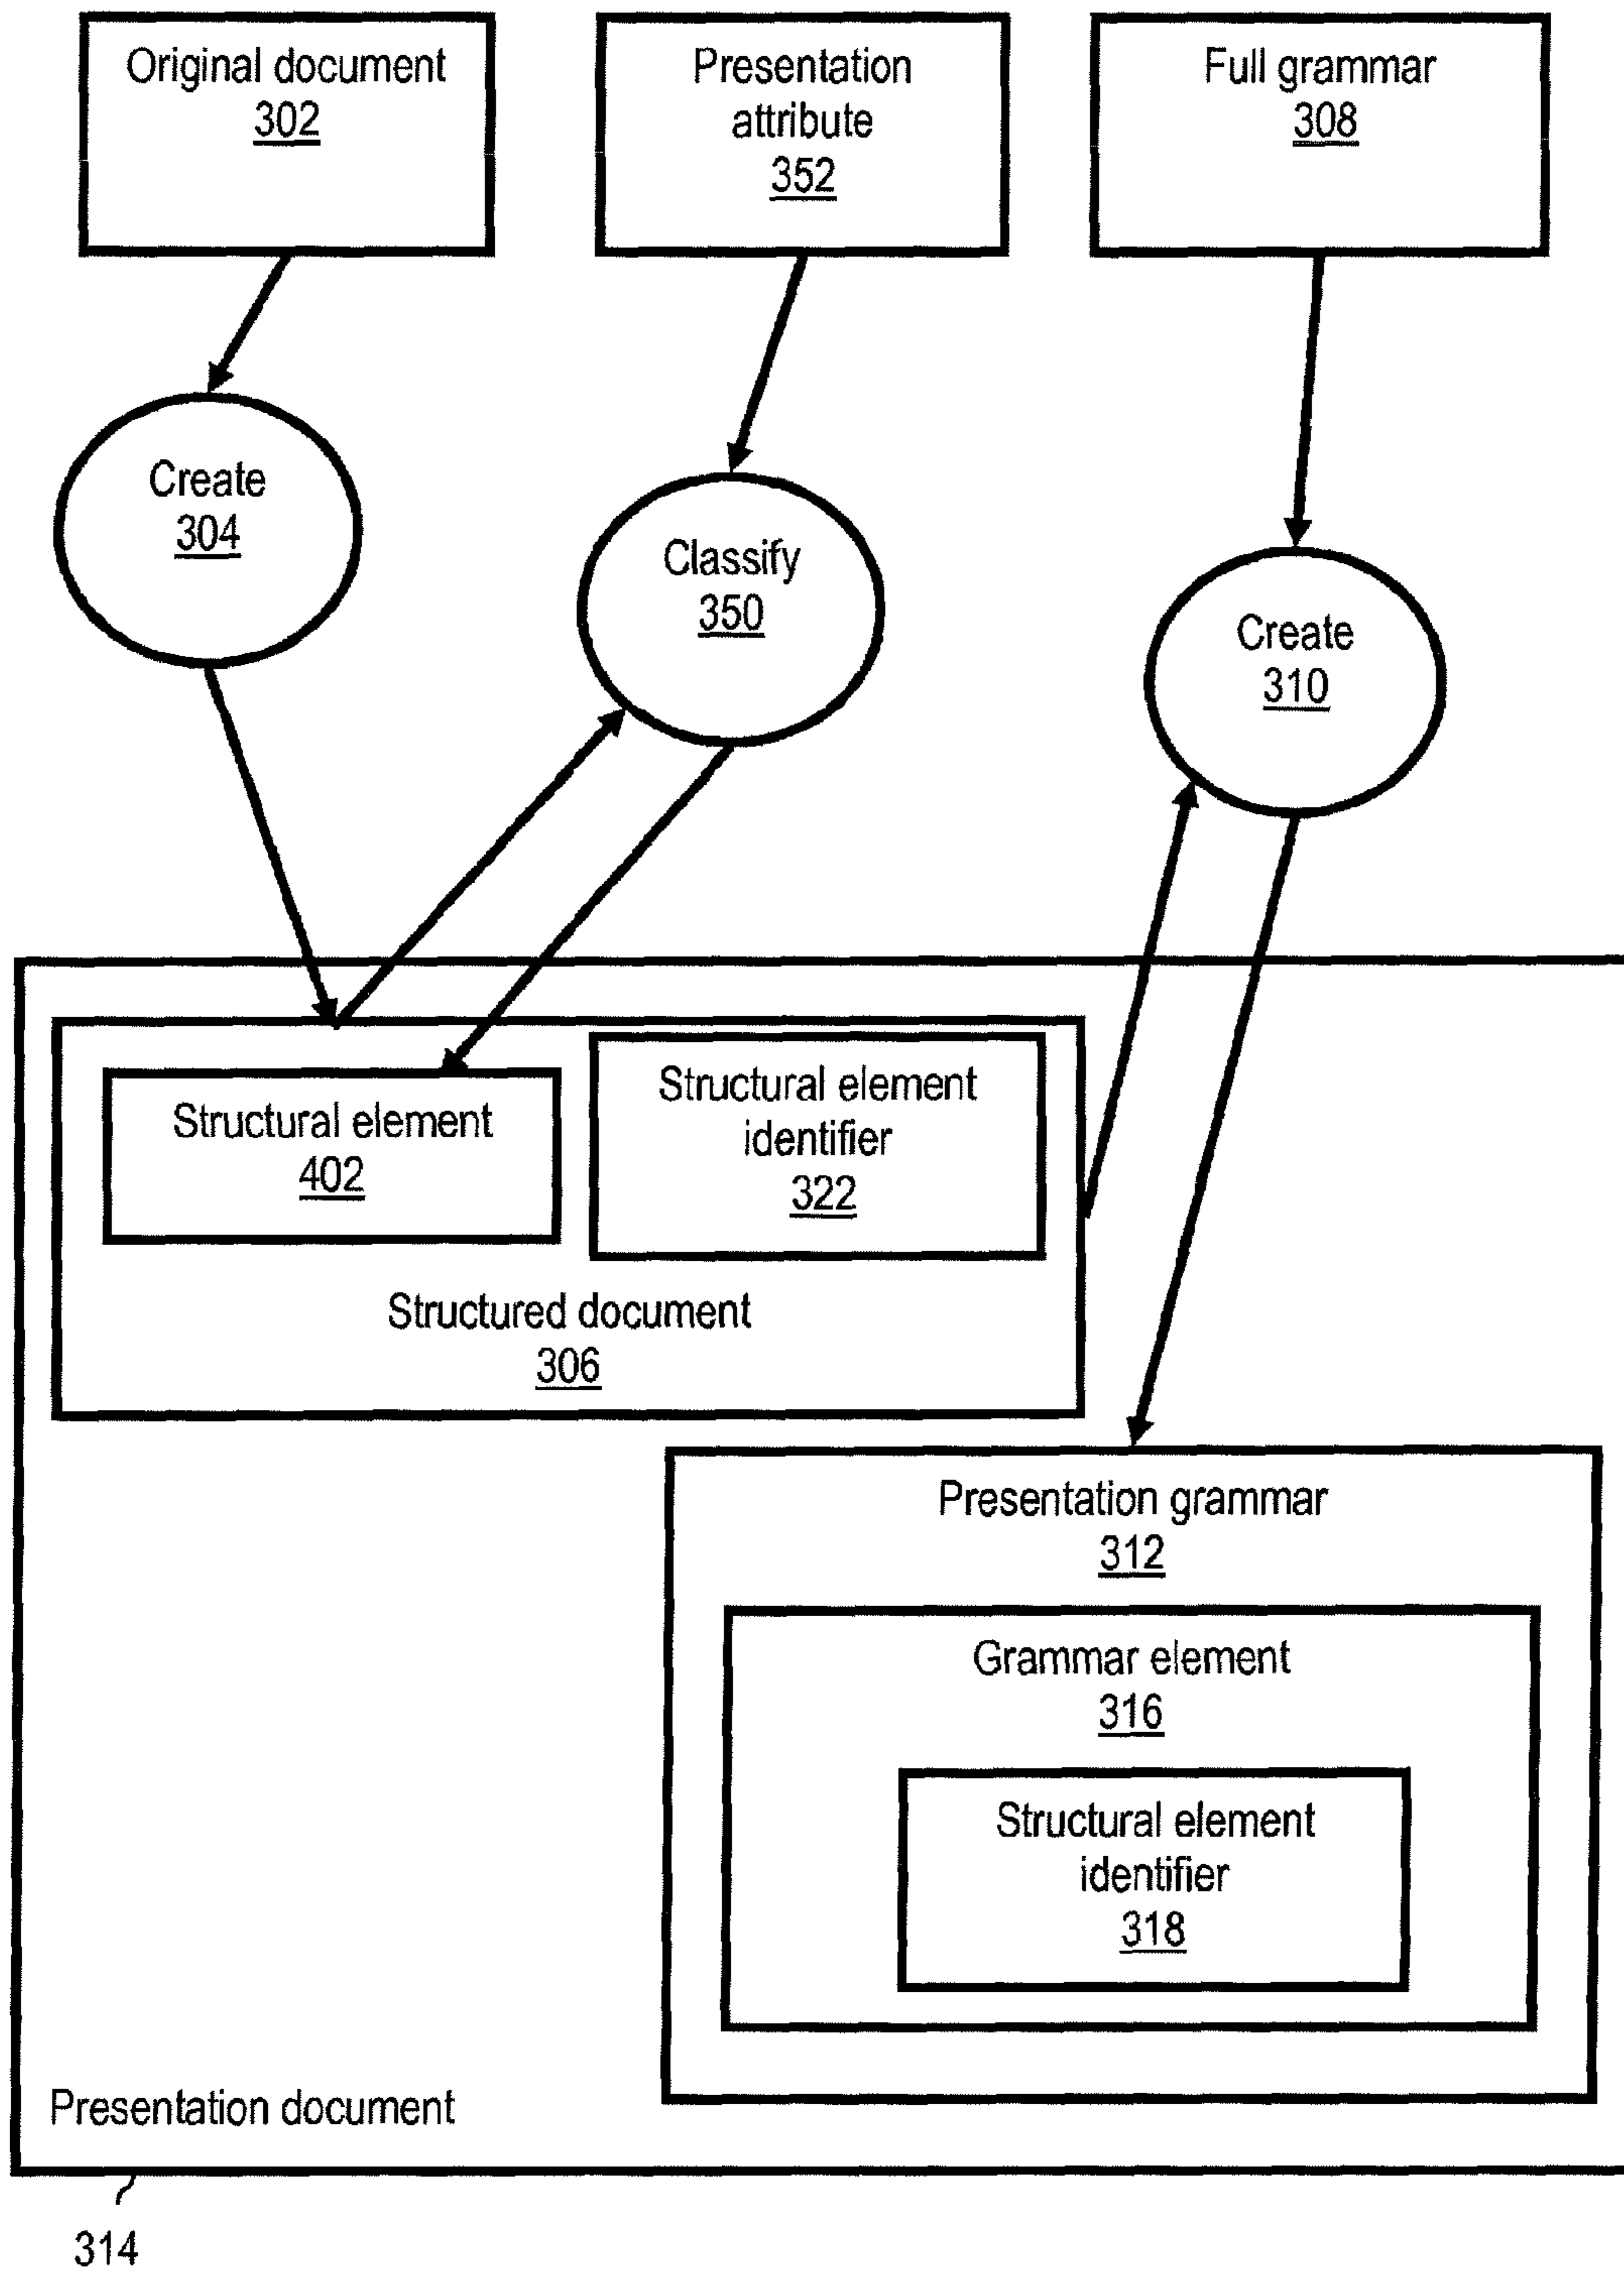 Original document
302
Presentation
attribute
352
Full grammar
308
Create
304
Classify
350
Create
310
Structural element
402
Structural element
identifier
322
Structured document
306
Presentation grammar
312
Grammar element
316
Structural element
identifier
318
Presentation document
314